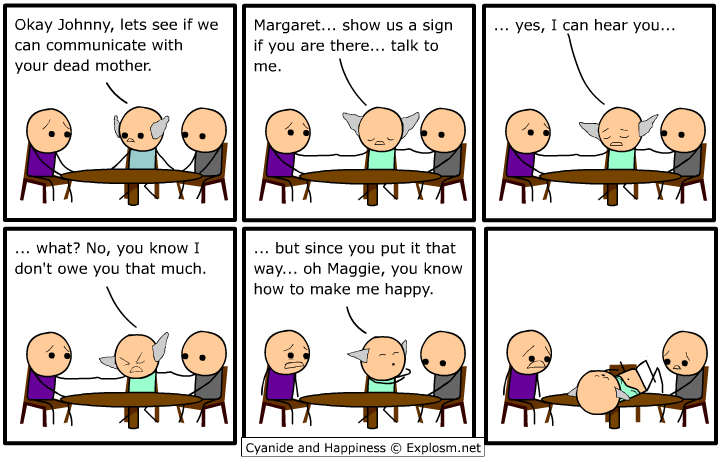 Okay Johnny, lets see if we
can communicate with
your dead mother.
Margaret... show us a sign
if you are there... talk to
me.
... yes, I can hear you...
... what? No, you know I
don't owe you that much.
... but since you put it that
way... oh Maggie, you know
how to make me happy.
Cyanide and Happiness © Explosm.net